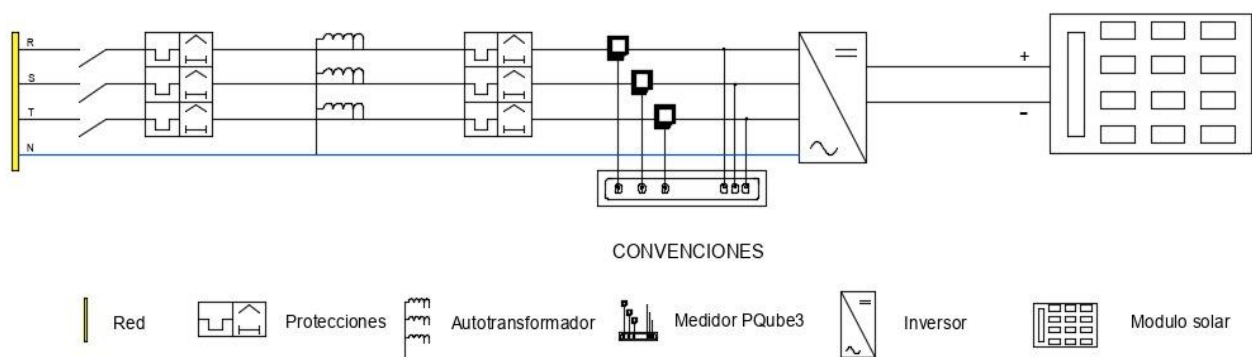 R
S
T
N
+
-
CONVENCIONES
Red
Protecciones
Autotransformador
Medidor PQube3
Inversor
Modulo solar